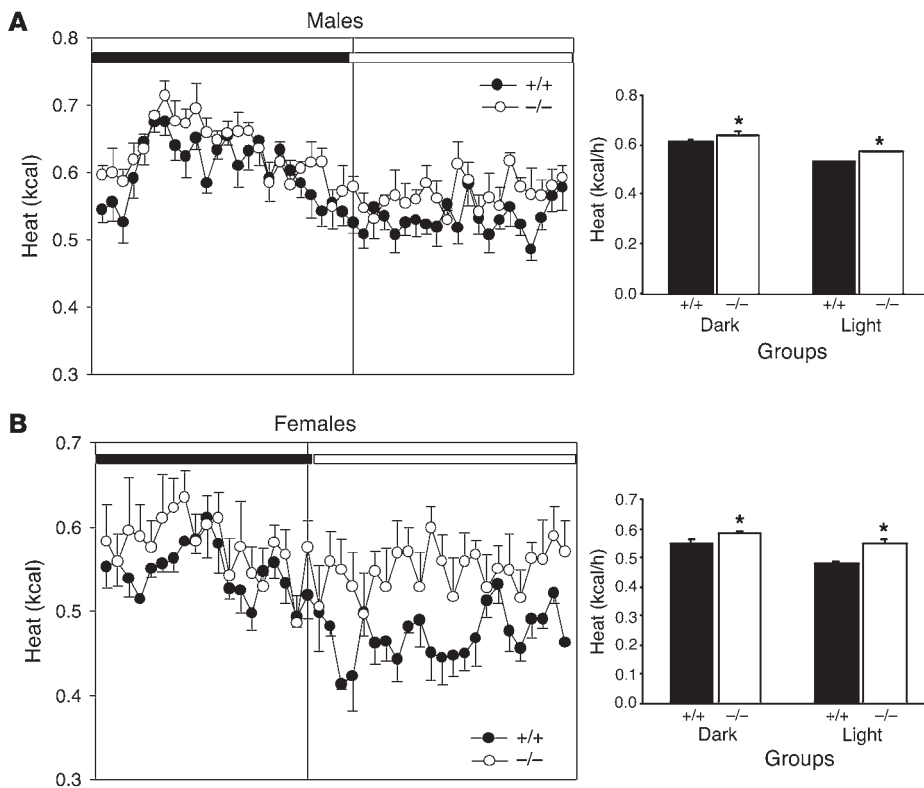 A
Males
0.8
0.7
0.6
0.5
0.4
0.3
Heat (kcal)
+/+
−/−
0.8
0.6
0.4
0.2
0.0
Heat (kcal/h)
*
*
+/+ −/− +/+ −/−
Dark Light
Groups
B
Females
0.7
0.6
0.5
0.4
0.3
Heat (kcal)
+/+
−/−
0.7
0.6
0.5
0.4
0.3
0.2
0.1
0.0
Heat (kcal/h)
*
*
+/+ −/− +/+ −/−
Dark Light
Groups